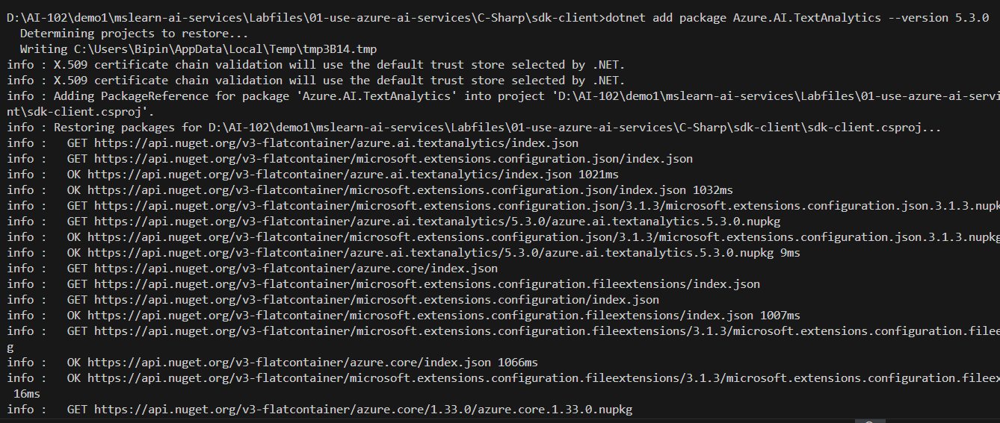 D:\AI-102\demo1\mslearn-ai-services\Labfiles\01-use-azure-ai-services\C-Sharp\sdk-client>dotnet add package Azure.AI.TextAnalytics --version 5.3.0
  Determining projects to restore...
  Writing C:\Users\Bipin\AppData\Local\Temp\tmp3B14.tmp
info : X.509 certificate chain validation will use the default trust store selected by .NET.
info : X.509 certificate chain validation will use the default trust store selected by .NET.
info : Adding PackageReference for package 'Azure.AI.TextAnalytics' into project 'D:\AI-102\demo1\mslearn-ai-services\Labfiles\01-use-azure-ai-servi
nt\sdk-client.csproj'.
info : Restoring packages for D:\AI-102\demo1\mslearn-ai-services\Labfiles\01-use-azure-ai-services\C-Sharp\sdk-client\sdk-client.csproj...
info :   GET https://api.nuget.org/v3-flatcontainer/azure.ai.textanalytics/index.json
info :   GET https://api.nuget.org/v3-flatcontainer/microsoft.extensions.configuration.json/index.json
info :   OK https://api.nuget.org/v3-flatcontainer/azure.ai.textanalytics/index.json 1021ms
info :   OK https://api.nuget.org/v3-flatcontainer/microsoft.extensions.configuration.json/index.json 1032ms
info :   GET https://api.nuget.org/v3-flatcontainer/microsoft.extensions.configuration.json/3.1.3/microsoft.extensions.configuration.json.3.1.3.nupk
info :   GET https://api.nuget.org/v3-flatcontainer/azure.ai.textanalytics/5.3.0/azure.ai.textanalytics.5.3.0.nupkg
info :   OK https://api.nuget.org/v3-flatcontainer/microsoft.extensions.configuration.json/3.1.3/microsoft.extensions.configuration.json.3.1.3.nupkg
info :   OK https://api.nuget.org/v3-flatcontainer/azure.ai.textanalytics/5.3.0/azure.ai.textanalytics.5.3.0.nupkg 9ms
info :   GET https://api.nuget.org/v3-flatcontainer/azure.core/index.json
info :   GET https://api.nuget.org/v3-flatcontainer/microsoft.extensions.configuration.fileextensions/index.json
info :   GET https://api.nuget.org/v3-flatcontainer/microsoft.extensions.configuration/index.json
info :   OK https://api.nuget.org/v3-flatcontainer/microsoft.extensions.configuration.fileextensions/index.json 1007ms
info :   GET https://api.nuget.org/v3-flatcontainer/microsoft.extensions.configuration.fileextensions/3.1.3/microsoft.extensions.configuration.filee
g
info :   OK https://api.nuget.org/v3-flatcontainer/azure.core/index.json 1066ms
info :   OK https://api.nuget.org/v3-flatcontainer/microsoft.extensions.configuration.fileextensions/3.1.3/microsoft.extensions.configuration.fileex
 16ms
info :   GET https://api.nuget.org/v3-flatcontainer/azure.core/1.33.0/azure.core.1.33.0.nupkg